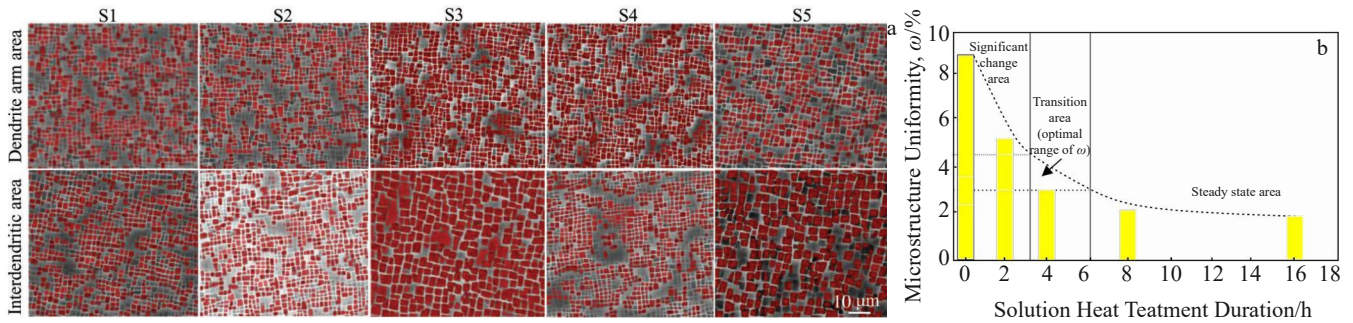 S1 S2 S3 S4 S5
a
Dendrite arm area
Interdendritic area
10 μm
b
Microstructure Uniformity, ω/%
10
8
6
4
2
0
Significant
change
area
Transition
area
(optimal
range of ω)
Steady state area
0 2 4 6 8 10 12 14 16 18
Solution Heat Treatment Duration/h